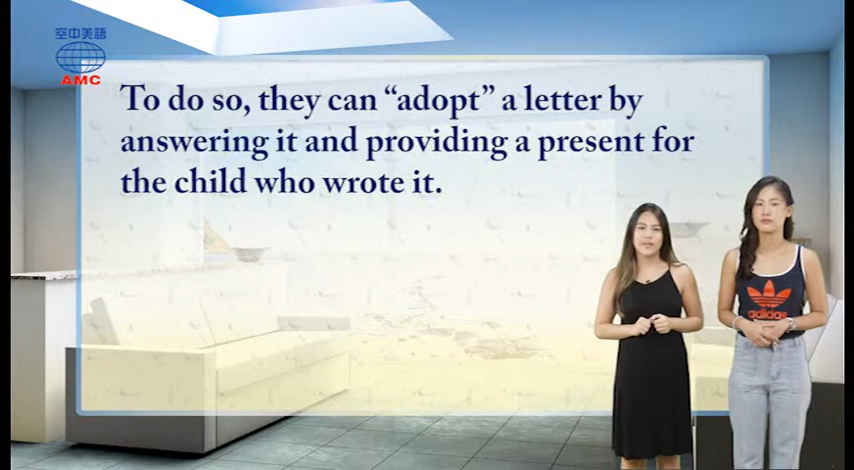 空中美語
AMC
To do so, they can “adopt” a letter by
answering it and providing a present for
the child who wrote it.
adidas